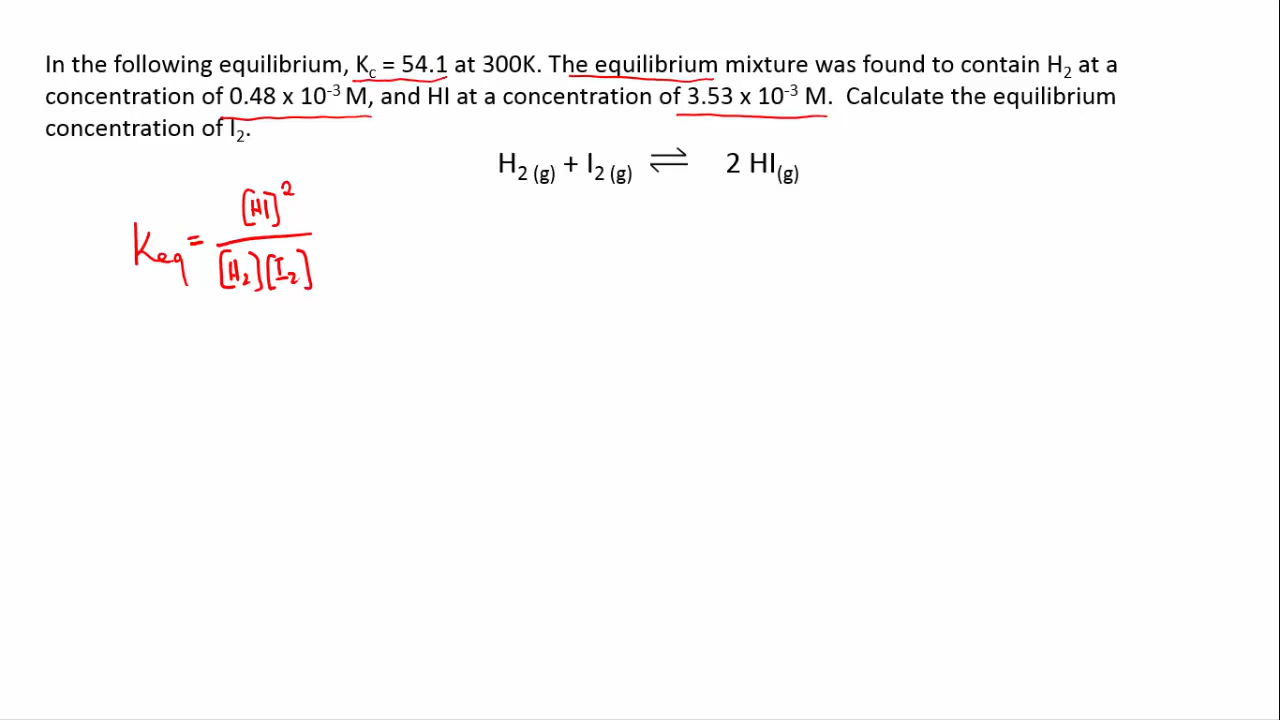 In the following equilibrium, Kc = 54.1 at 300K. The equilibrium mixture was found to contain H2 at a
concentration of 0.48 x 10-3 M, and HI at a concentration of 3.53 x 10-3 M. Calculate the equilibrium
concentration of I2.
H2 (g) + I2 (g) ⇌ 2 HI(g)
[HI]2
Keq =
[H2][I2]